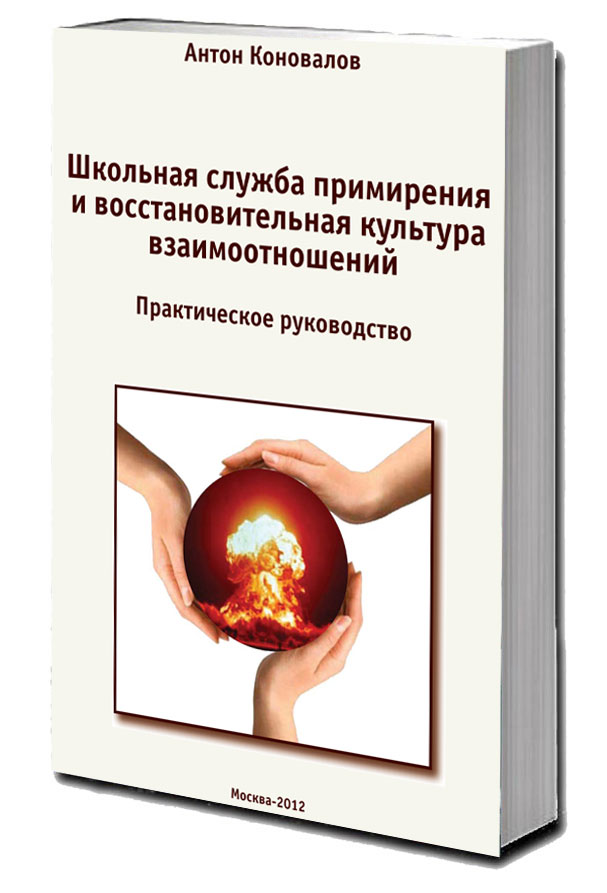 Антон Коновалов
Школьная служба примирения
и восстановительная культура
взаимоотношений
Практическое руководство
Москва-2012